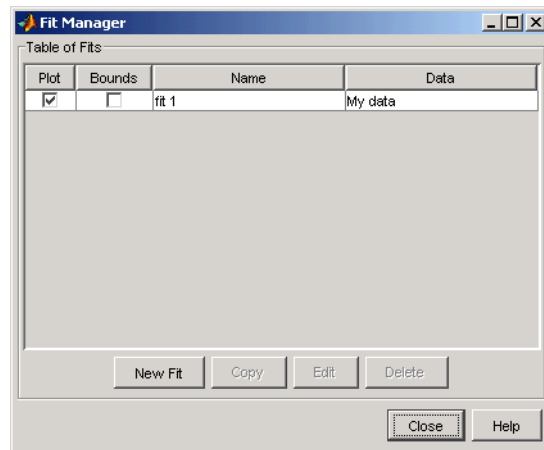 Fit Manager
Table of Fits
Plot Bounds Name Data
fit 1 My data
New Fit Copy Edit Delete
Close Help